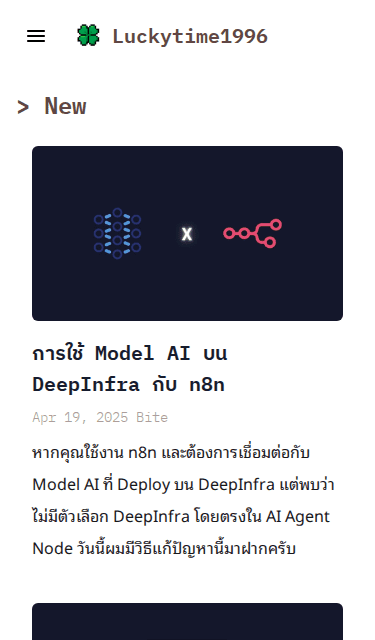 Luckytime1996
> New
X
การใช้ Model AI บน
DeepInfra กับ n8n
Apr 19, 2025 Bite
หากคุณใช้งาน n8n และต้องการเชื่อมต่อกับ
Model AI ที่ Deploy บน DeepInfra แต่พบว่า
ไม่มีตัวเลือก DeepInfra โดยตรงใน AI Agent
Node วันนี้ผมมีวิธีแก้ปัญหานี้มาฝากครับ